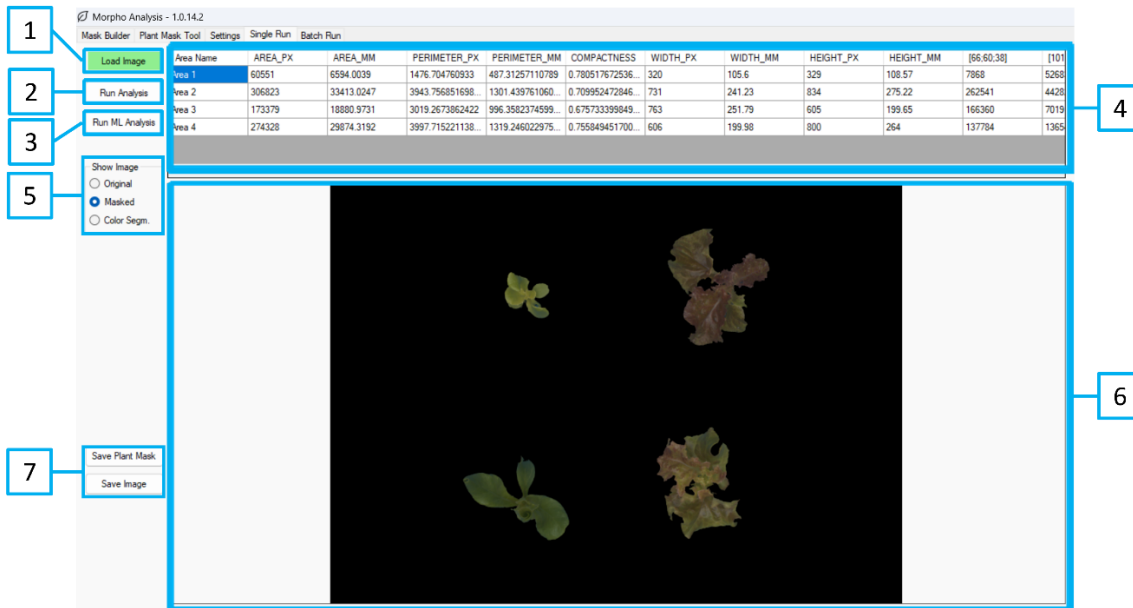 Morpho Analysis - 1.0.14.2
Mask Builder Plant Mask Tool Settings Single Run Batch Run
1
Load Image
2
Run Analysis
3
Run ML Analysis
Area Name AREA_PX AREA_MM PERIMETER_PX PERIMETER_MM COMPACTNESS WIDTH_PX WIDTH_MM HEIGHT_PX HEIGHT_MM [66;60;38] [101
Area 1 60551 6594.0039 1476.704760933 487.31257110789 0.780517672536... 320 105.6 329 108.57 7868 5268
Area 2 306823 33413.0247 3943.756851698... 1301.439761060... 0.709952472846... 731 241.23 834 275.22 262541 4428
Area 3 173379 18880.9731 3019.2673862422 996.3582374599... 0.675733399849... 763 251.79 605 199.65 166360 7019
Area 4 274328 29874.3192 3997.715221138... 1319.246022975... 0.755849451700... 606 199.98 800 264 137784 1365
4
5
Show Image
Original
Masked
Color Segm.
6
7
Save Plant Mask
Save Image